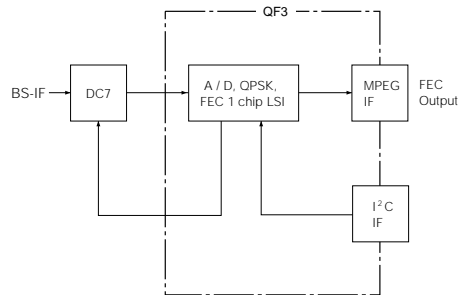 QF3
BS-IF
DC7
A / D, QPSK,
FEC 1 chip LSI
MPEG
IF
FEC
Output
I²C
IF